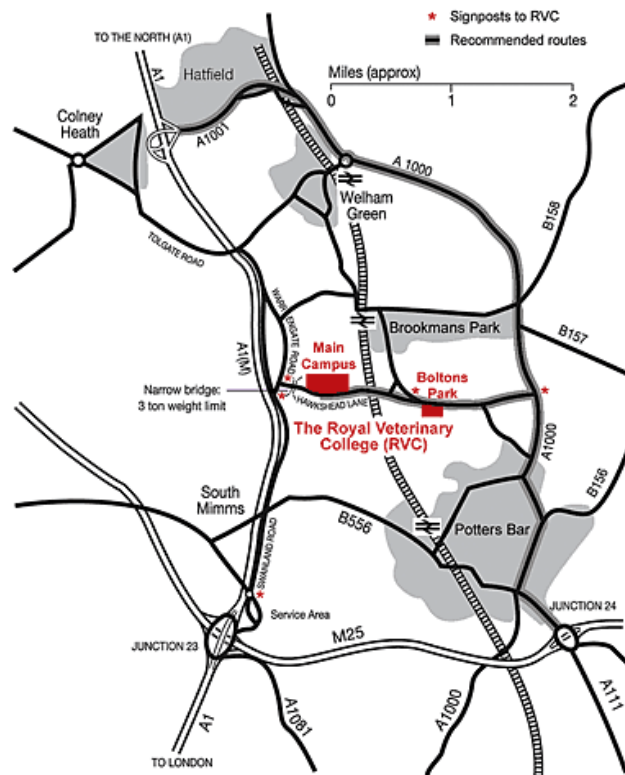 * Signposts to RVC
Recommended routes
TO THE NORTH (A1)
A1
Hatfield
Miles (approx)
0 1 2
Colney
Heath
A1001
A 1000
Welham
Green
B158
TOLGATE ROAD
WARRENGATE ROAD
A1(M)
Brookmans Park
B157
Main
Campus
Boltons
Park
Narrow bridge:
3 ton weight limit
HAWKSHEAD LANE
The Royal Veterinary
College (RVC)
A1000
South
Mimms
B556
B156
Potters Bar
SWANLAND ROAD
Service Area
JUNCTION 24
JUNCTION 23
M25
A1
A1081
A1000
A111
TO LONDON